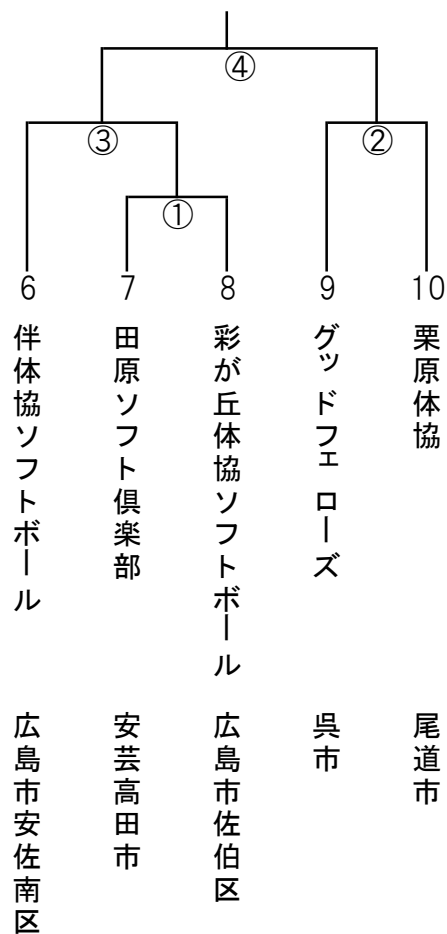 ④
③
②
①
6
7
8
9
10
伴体協ソフトボール
田原ソフト倶楽部
彩が丘体協ソフトボール
グッドフェローズ
栗原体協
広島市安佐南区
安芸高田市
広島市佐伯区
呉市
尾道市